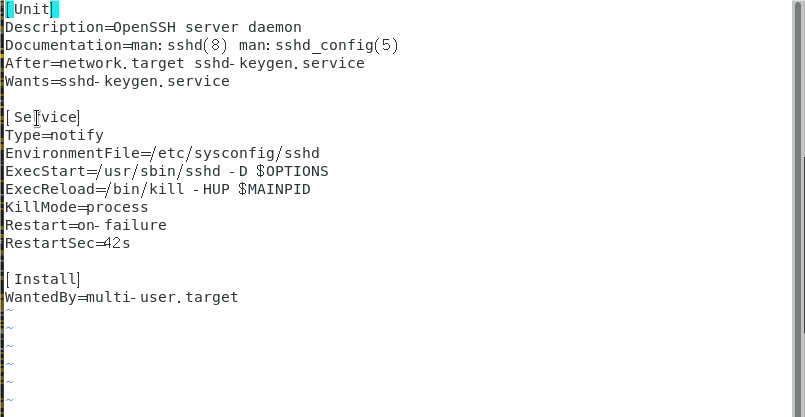 [Unit]
Description=OpenSSH server daemon
Documentation=man:sshd(8) man:sshd_config(5)
After=network.target sshd-keygen.service
Wants=sshd-keygen.service

[Service]
Type=notify
EnvironmentFile=/etc/sysconfig/sshd
ExecStart=/usr/sbin/sshd -D $OPTIONS
ExecReload=/bin/kill -HUP $MAINPID
KillMode=process
Restart=on-failure
RestartSec=42s

[Install]
WantedBy=multi-user.target
~
~
~
~
~
~